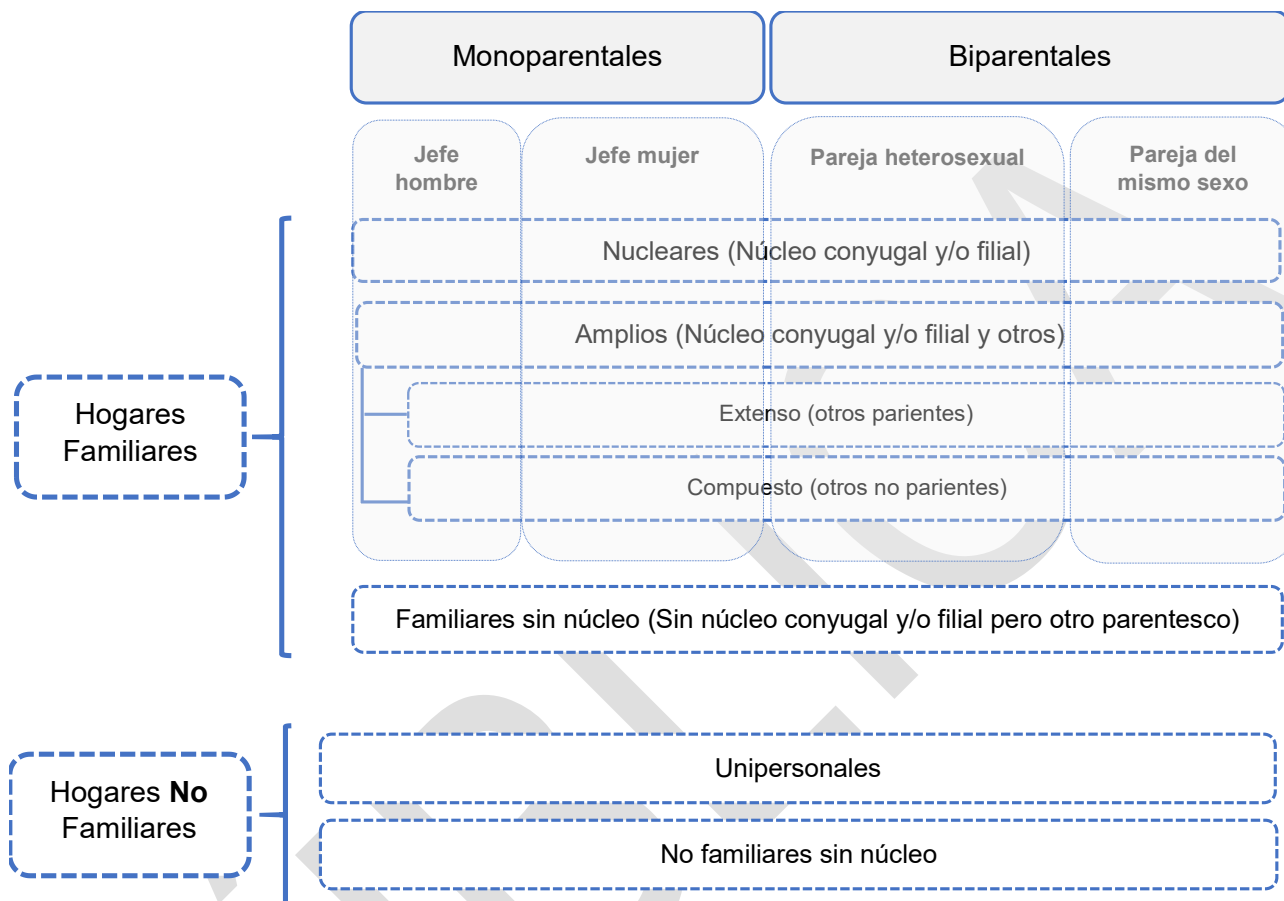 Monoparentales
Biparentales
Jefe
hombre
Jefe mujer
Pareja heterosexual
Pareja del
mismo sexo
Nucleares (Núcleo conyugal y/o filial)
Amplios (Núcleo conyugal y/o filial y otros)
Hogares
Familiares
Extenso (otros parientes)
Compuesto (otros no parientes)
Familiares sin núcleo (Sin núcleo conyugal y/o filial pero otro parentesco)
Hogares No
Familiares
Unipersonales
No familiares sin núcleo